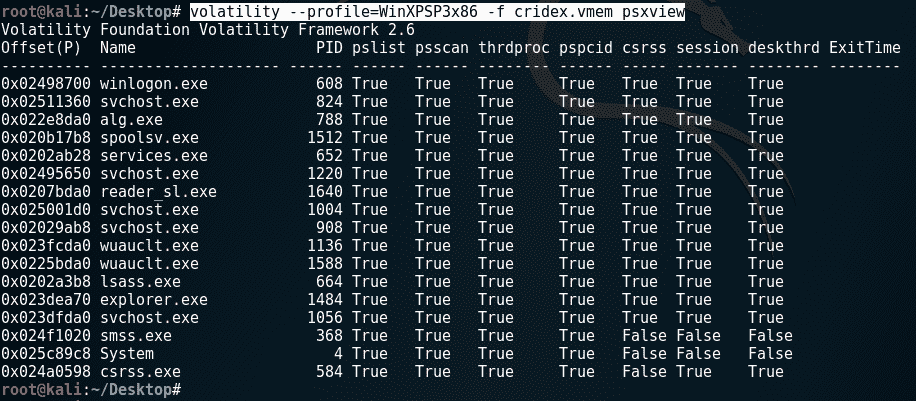 root@kali:~/Desktop# volatility --profile=WinXPSP3x86 -f cridex.vmem psxview
Volatility Foundation Volatility Framework 2.6
Offset(P)  Name                    PID pslist psscan thrdproc pspcid csrss session deskthrd ExitTime
---------- -------------------- ------ ------ ------ -------- ------ ----- ------- -------- --------
0x02498700 winlogon.exe            608 True   True   True     True   True  True    True
0x02511360 svchost.exe             824 True   True   True     True   True  True    True
0x022e8da0 alg.exe                 788 True   True   True     True   True  True    True
0x020b17b8 spoolsv.exe            1512 True   True   True     True   True  True    True
0x0202ab28 services.exe            652 True   True   True     True   True  True    True
0x02495650 svchost.exe            1220 True   True   True     True   True  True    True
0x0207bda0 reader_sl.exe          1640 True   True   True     True   True  True    True
0x025001d0 svchost.exe            1004 True   True   True     True   True  True    True
0x02029ab8 svchost.exe             908 True   True   True     True   True  True    True
0x023fcda0 wuauclt.exe            1136 True   True   True     True   True  True    True
0x0225bda0 wuauclt.exe            1588 True   True   True     True   True  True    True
0x0202a3b8 lsass.exe               664 True   True   True     True   True  True    True
0x023dea70 explorer.exe           1484 True   True   True     True   True  True    True
0x023dfda0 svchost.exe            1056 True   True   True     True   True  True    True
0x024f1020 smss.exe                368 True   True   True     True   False False   False
0x025c89c8 System                    4 True   True   True     True   False False   False
0x024a0598 csrss.exe               584 True   True   True     True   False True    True
root@kali:~/Desktop#